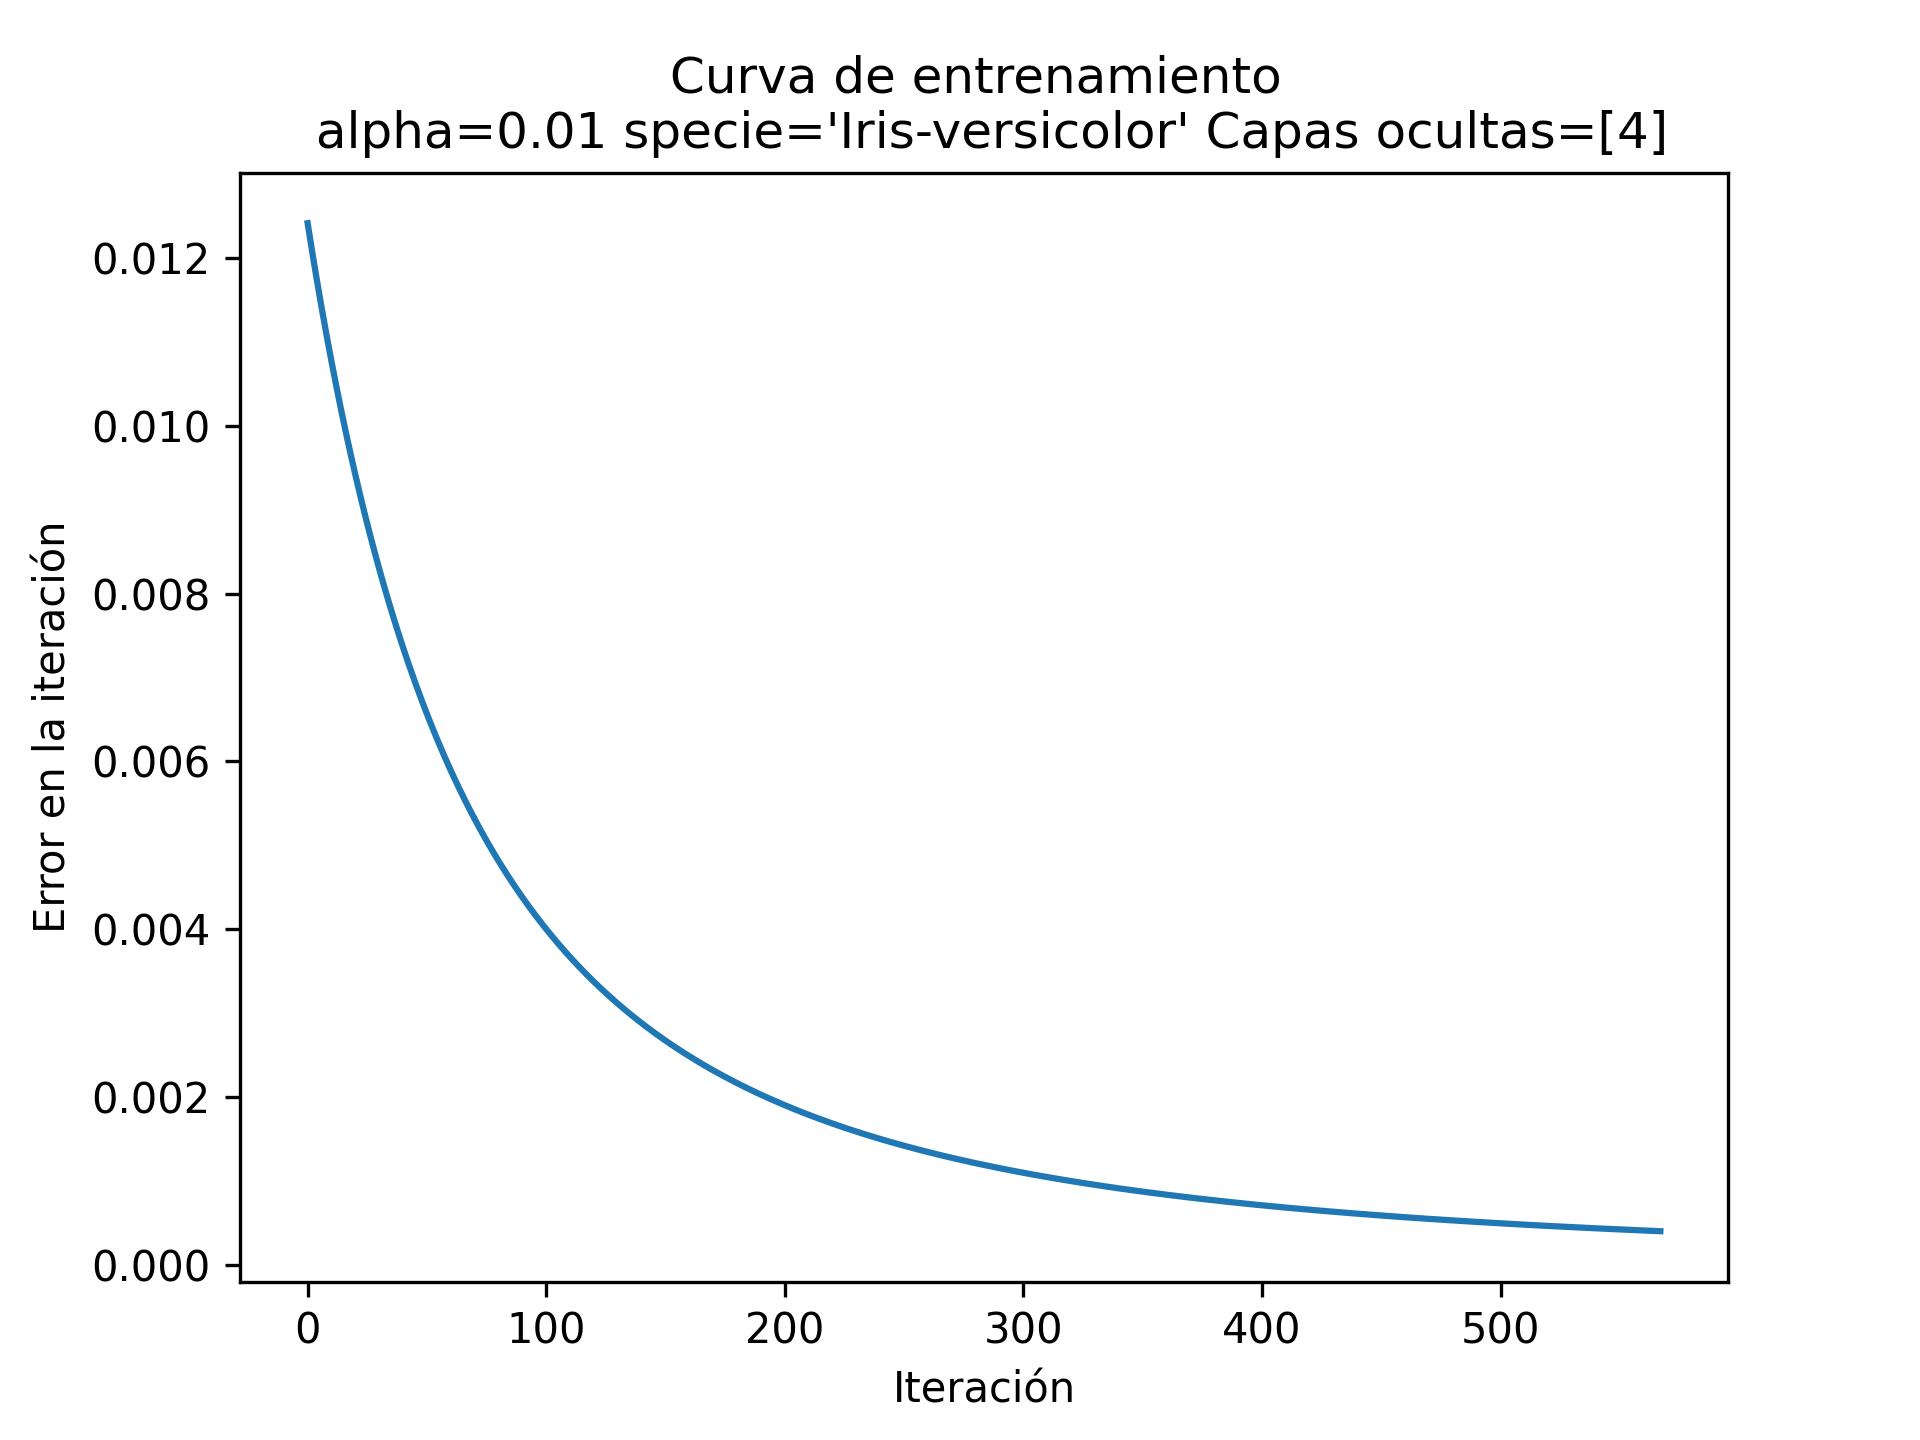 Curva de entrenamiento
alpha=0.01 specie='Iris-versicolor' Capas ocultas=[4]
Error en la iteración
0.012
0.010
0.008
0.006
0.004
0.002
0.000
0 100 200 300 400 500
Iteración